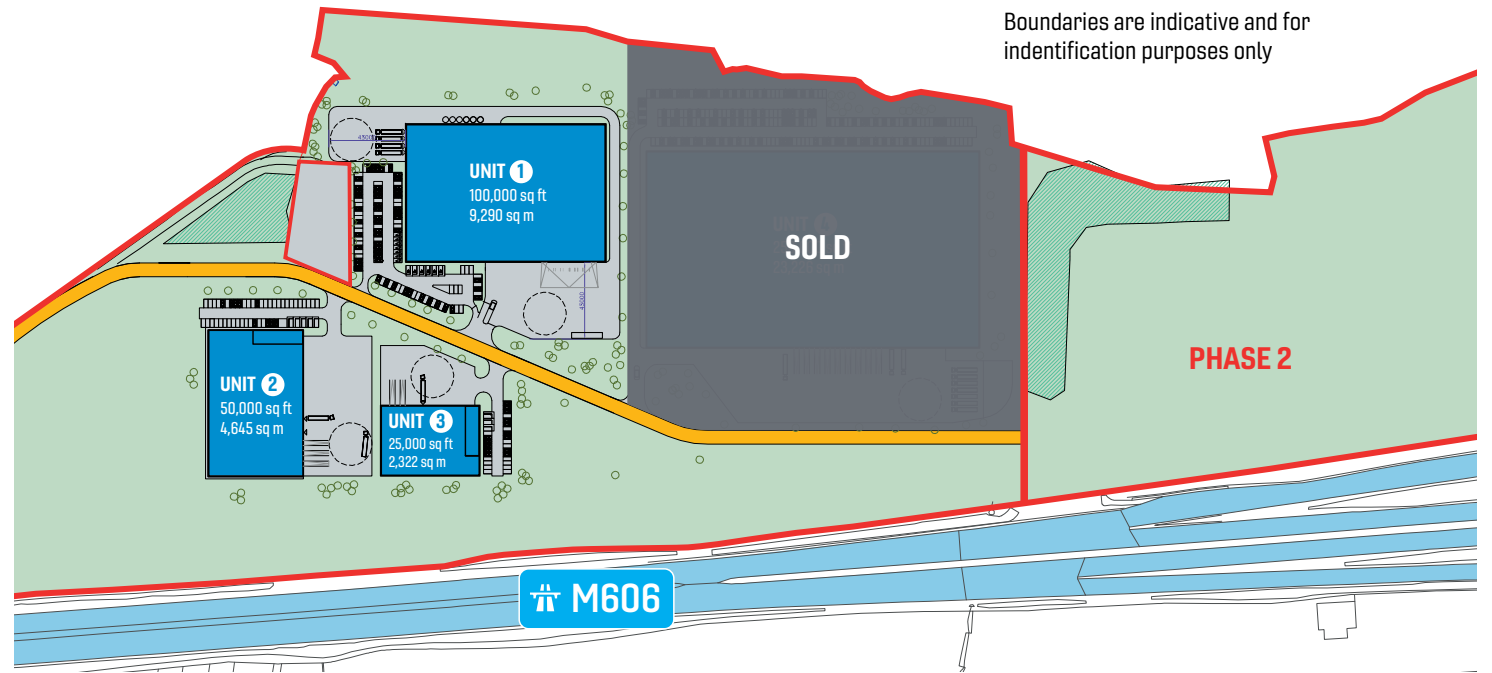 Boundaries are indicative and for
indentification purposes only
UNIT 1
100,000 sq ft
9,290 sq m
45000
45000
SOLD
PHASE 2
UNIT 2
50,000 sq ft
4,645 sq m
UNIT 3
25,000 sq ft
2,322 sq m
M606